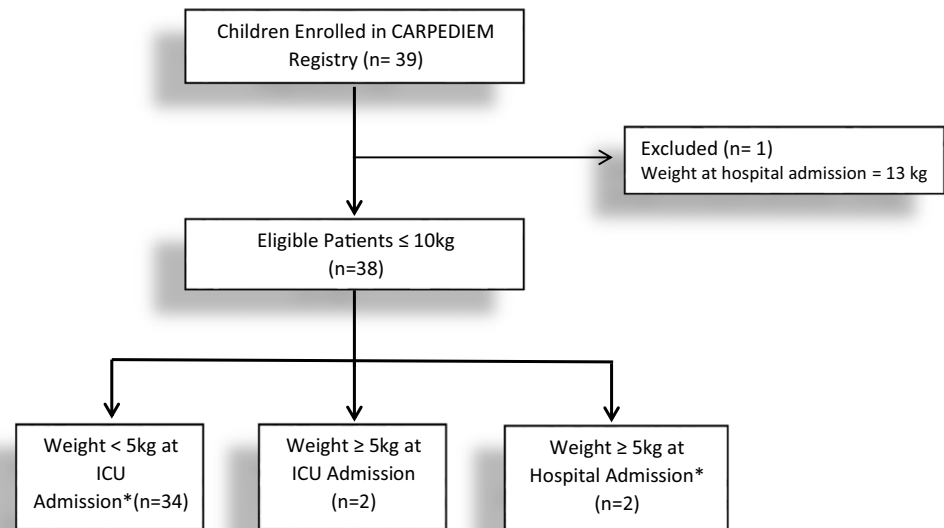 Children Enrolled in CARPEDIEM
Registry (n= 39)
Excluded (n= 1)
Weight at hospital admission = 13 kg
Eligible Patients ≤ 10kg
(n=38)
Weight < 5kg at
ICU
Admission*(n=34)
Weight ≥ 5kg at
ICU Admission
(n=2)
Weight ≥ 5kg at
Hospital Admission*
(n=2)